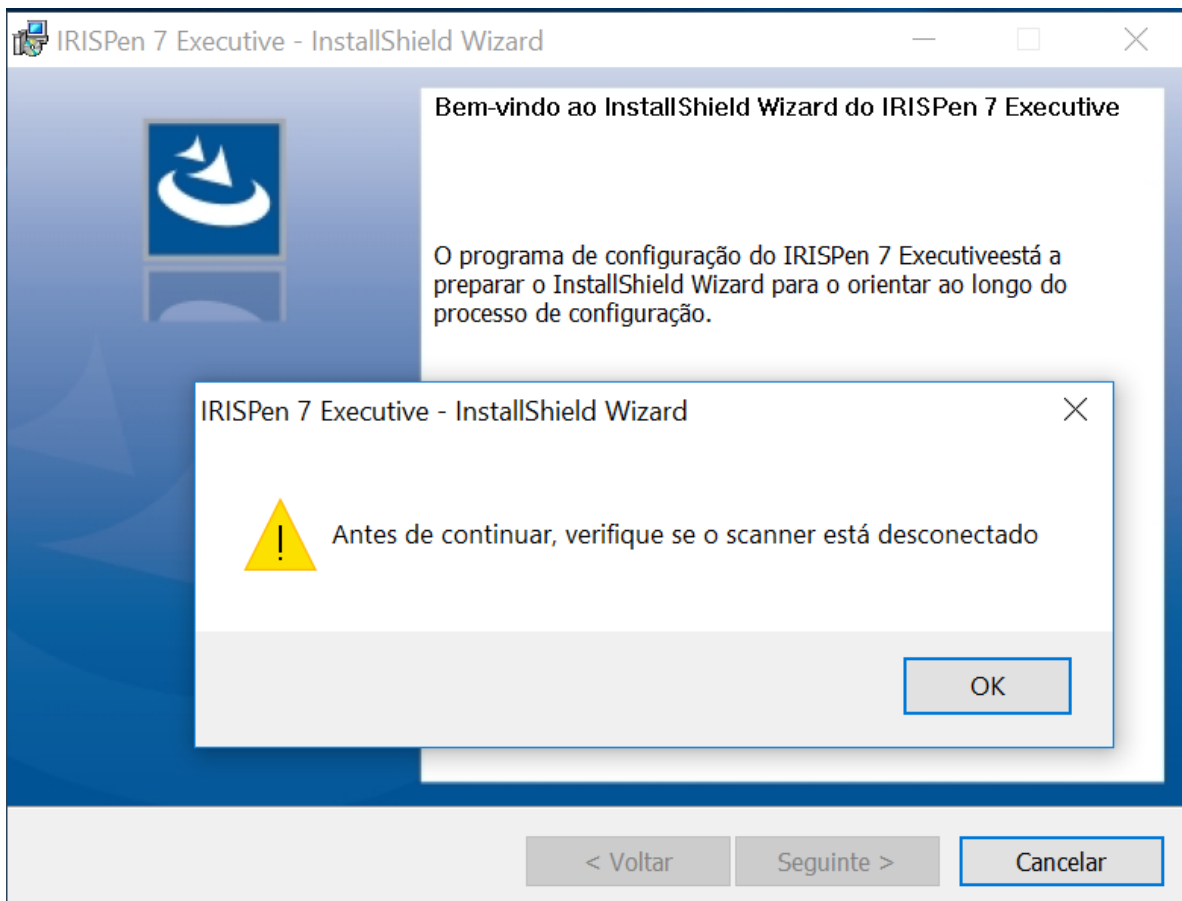 IRISPen 7 Executive - InstallShield Wizard
Bem-vindo ao InstallShield Wizard do IRISPen 7 Executive
O programa de configuração do IRISPen 7 Executiveestá a
preparar o InstallShield Wizard para o orientar ao longo do
processo de configuração.
IRISPen 7 Executive - InstallShield Wizard
! Antes de continuar, verifique se o scanner está desconectado
OK
< Voltar Seguinte > Cancelar